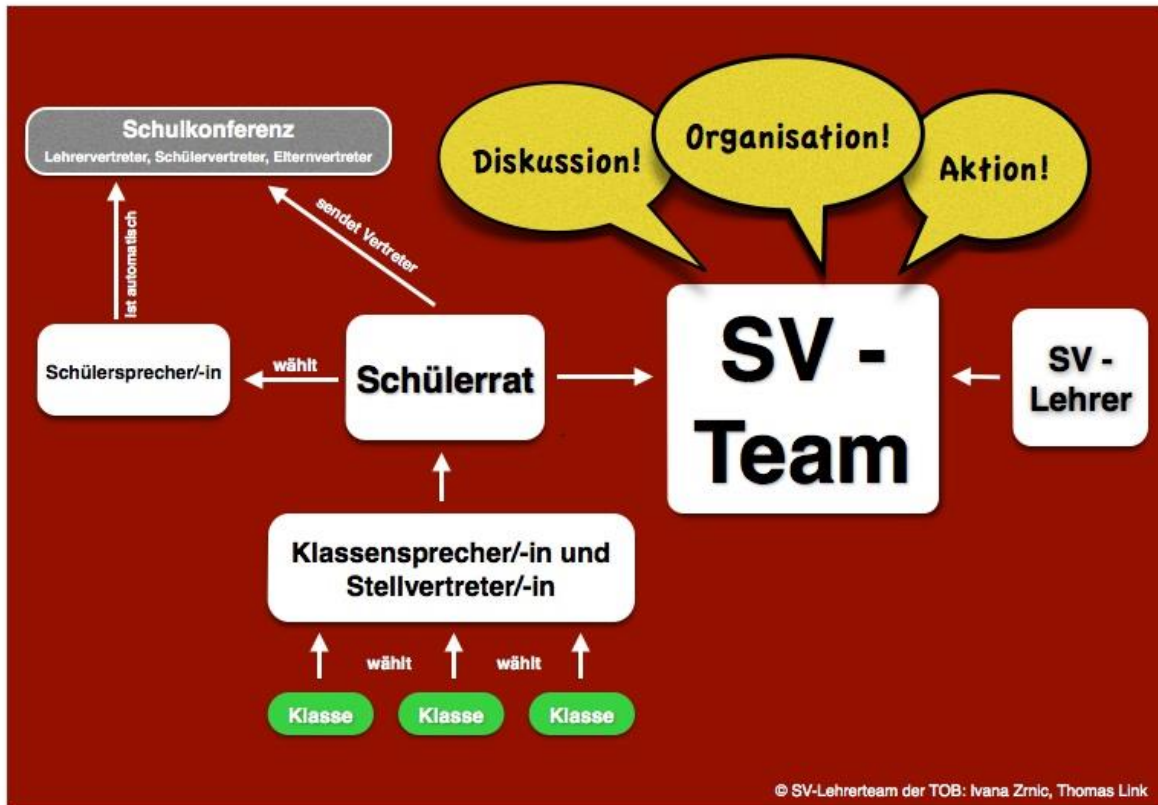 Schulkonferenz
Lehrervertreter, Schülervertreter, Elternvertreter
Diskussion!
Organisation!
Aktion!
ist automatisch
sendet Vertreter
Schülersprecher/-in
wählt
Schülerrat
SV -
Team
SV -
Lehrer
Klassensprecher/-in und
Stellvertreter/-in
wählt
wählt
Klasse
Klasse
Klasse
© SV-Lehrerteam der TOB: Ivana Zrnic, Thomas Link